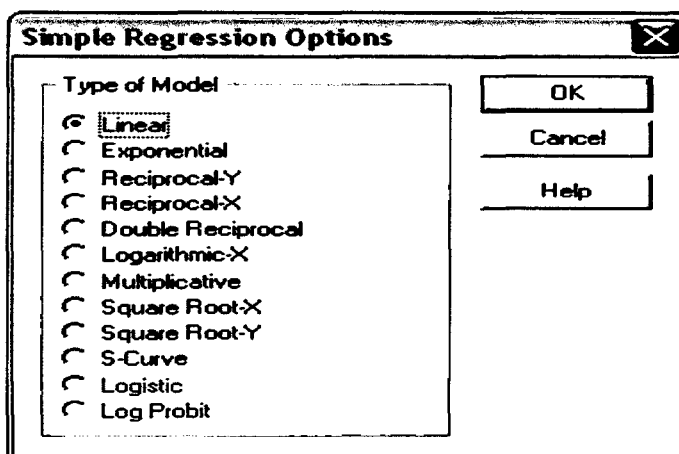 Simple Regression Options
Type of Model
Linear
Exponential
Reciprocal-Y
Reciprocal-X
Double Reciprocal
Logarithmic-X
Multiplicative
Square Root-X
Square Root-Y
S-Curve
Logistic
Log Probit
OK
Cancel
Help